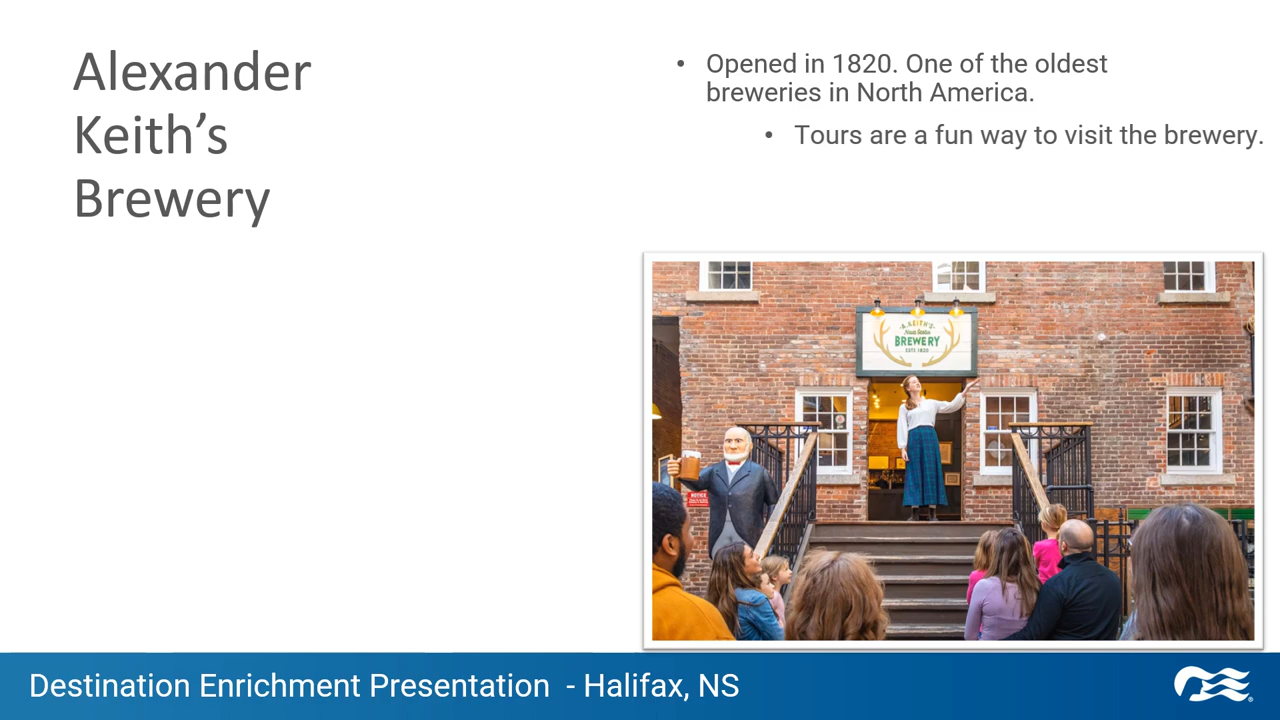 Alexander
Keith’s
Brewery
• Opened in 1820. One of the oldest
breweries in North America.
• Tours are a fun way to visit the brewery.
A. KEITH'S
Nova Scotia
BREWERY
ESTD 1820
NOTICE
Destination Enrichment Presentation - Halifax, NS